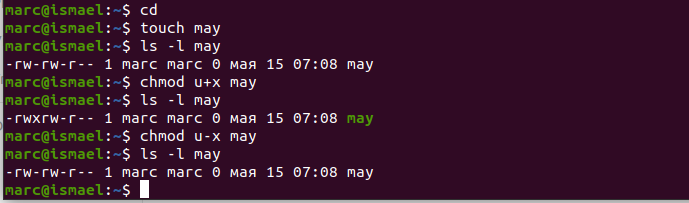 marc@ismael:~$ cd
marc@ismael:~$ touch may
marc@ismael:~$ ls -l may
-rw-rw-r-- 1 marc marc 0 мая 15 07:08 may
marc@ismael:~$ chmod u+x may
marc@ismael:~$ ls -l may
-rwxrw-r-- 1 marc marc 0 мая 15 07:08 may
marc@ismael:~$ chmod u-x may
marc@ismael:~$ ls -l may
-rw-rw-r-- 1 marc marc 0 мая 15 07:08 may
marc@ismael:~$